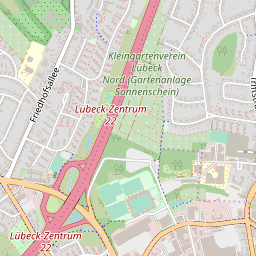 Kleingartenverein
Lübeck
Nord (Gartenanlage
Sonnenschein)
Friedhofsallee
Lübeck-Zentrum
22
Lübeck-Zentrum
22